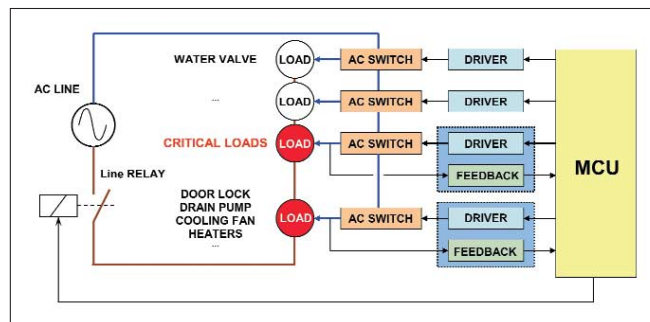 WATER VALVE
LOAD
AC SWITCH
DRIVER
AC LINE
...
LOAD
AC SWITCH
DRIVER
CRITICAL LOADS
LOAD
AC SWITCH
DRIVER
FEEDBACK
MCU
Line RELAY
DOOR LOCK
DRAIN PUMP
COOLING FAN
HEATERS
...
LOAD
AC SWITCH
DRIVER
FEEDBACK